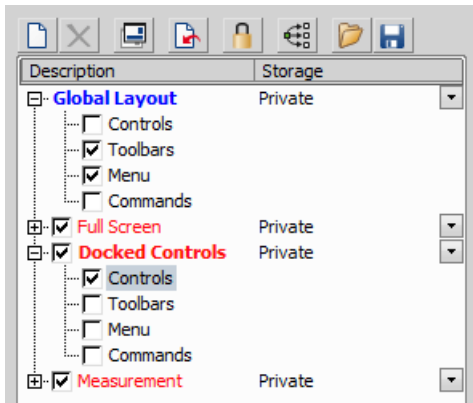 Description Storage
Global Layout Private
Controls
Toolbars
Menu
Commands
Full Screen Private
Docked Controls Private
Controls
Toolbars
Menu
Commands
Measurement Private